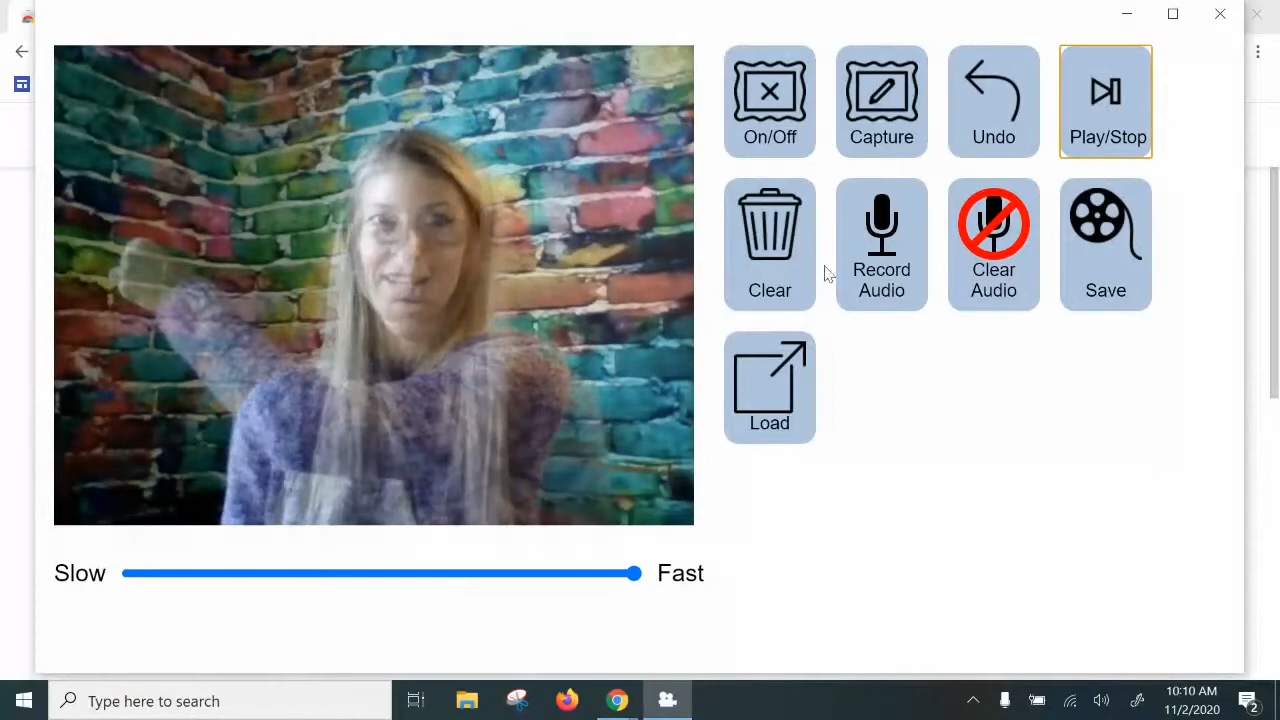 On/Off
Capture
Undo
Play/Stop
Clear
Record
Audio
Clear
Audio
Save
Load
Slow
Fast
Type here to search
10:10 AM
11/2/2020
2